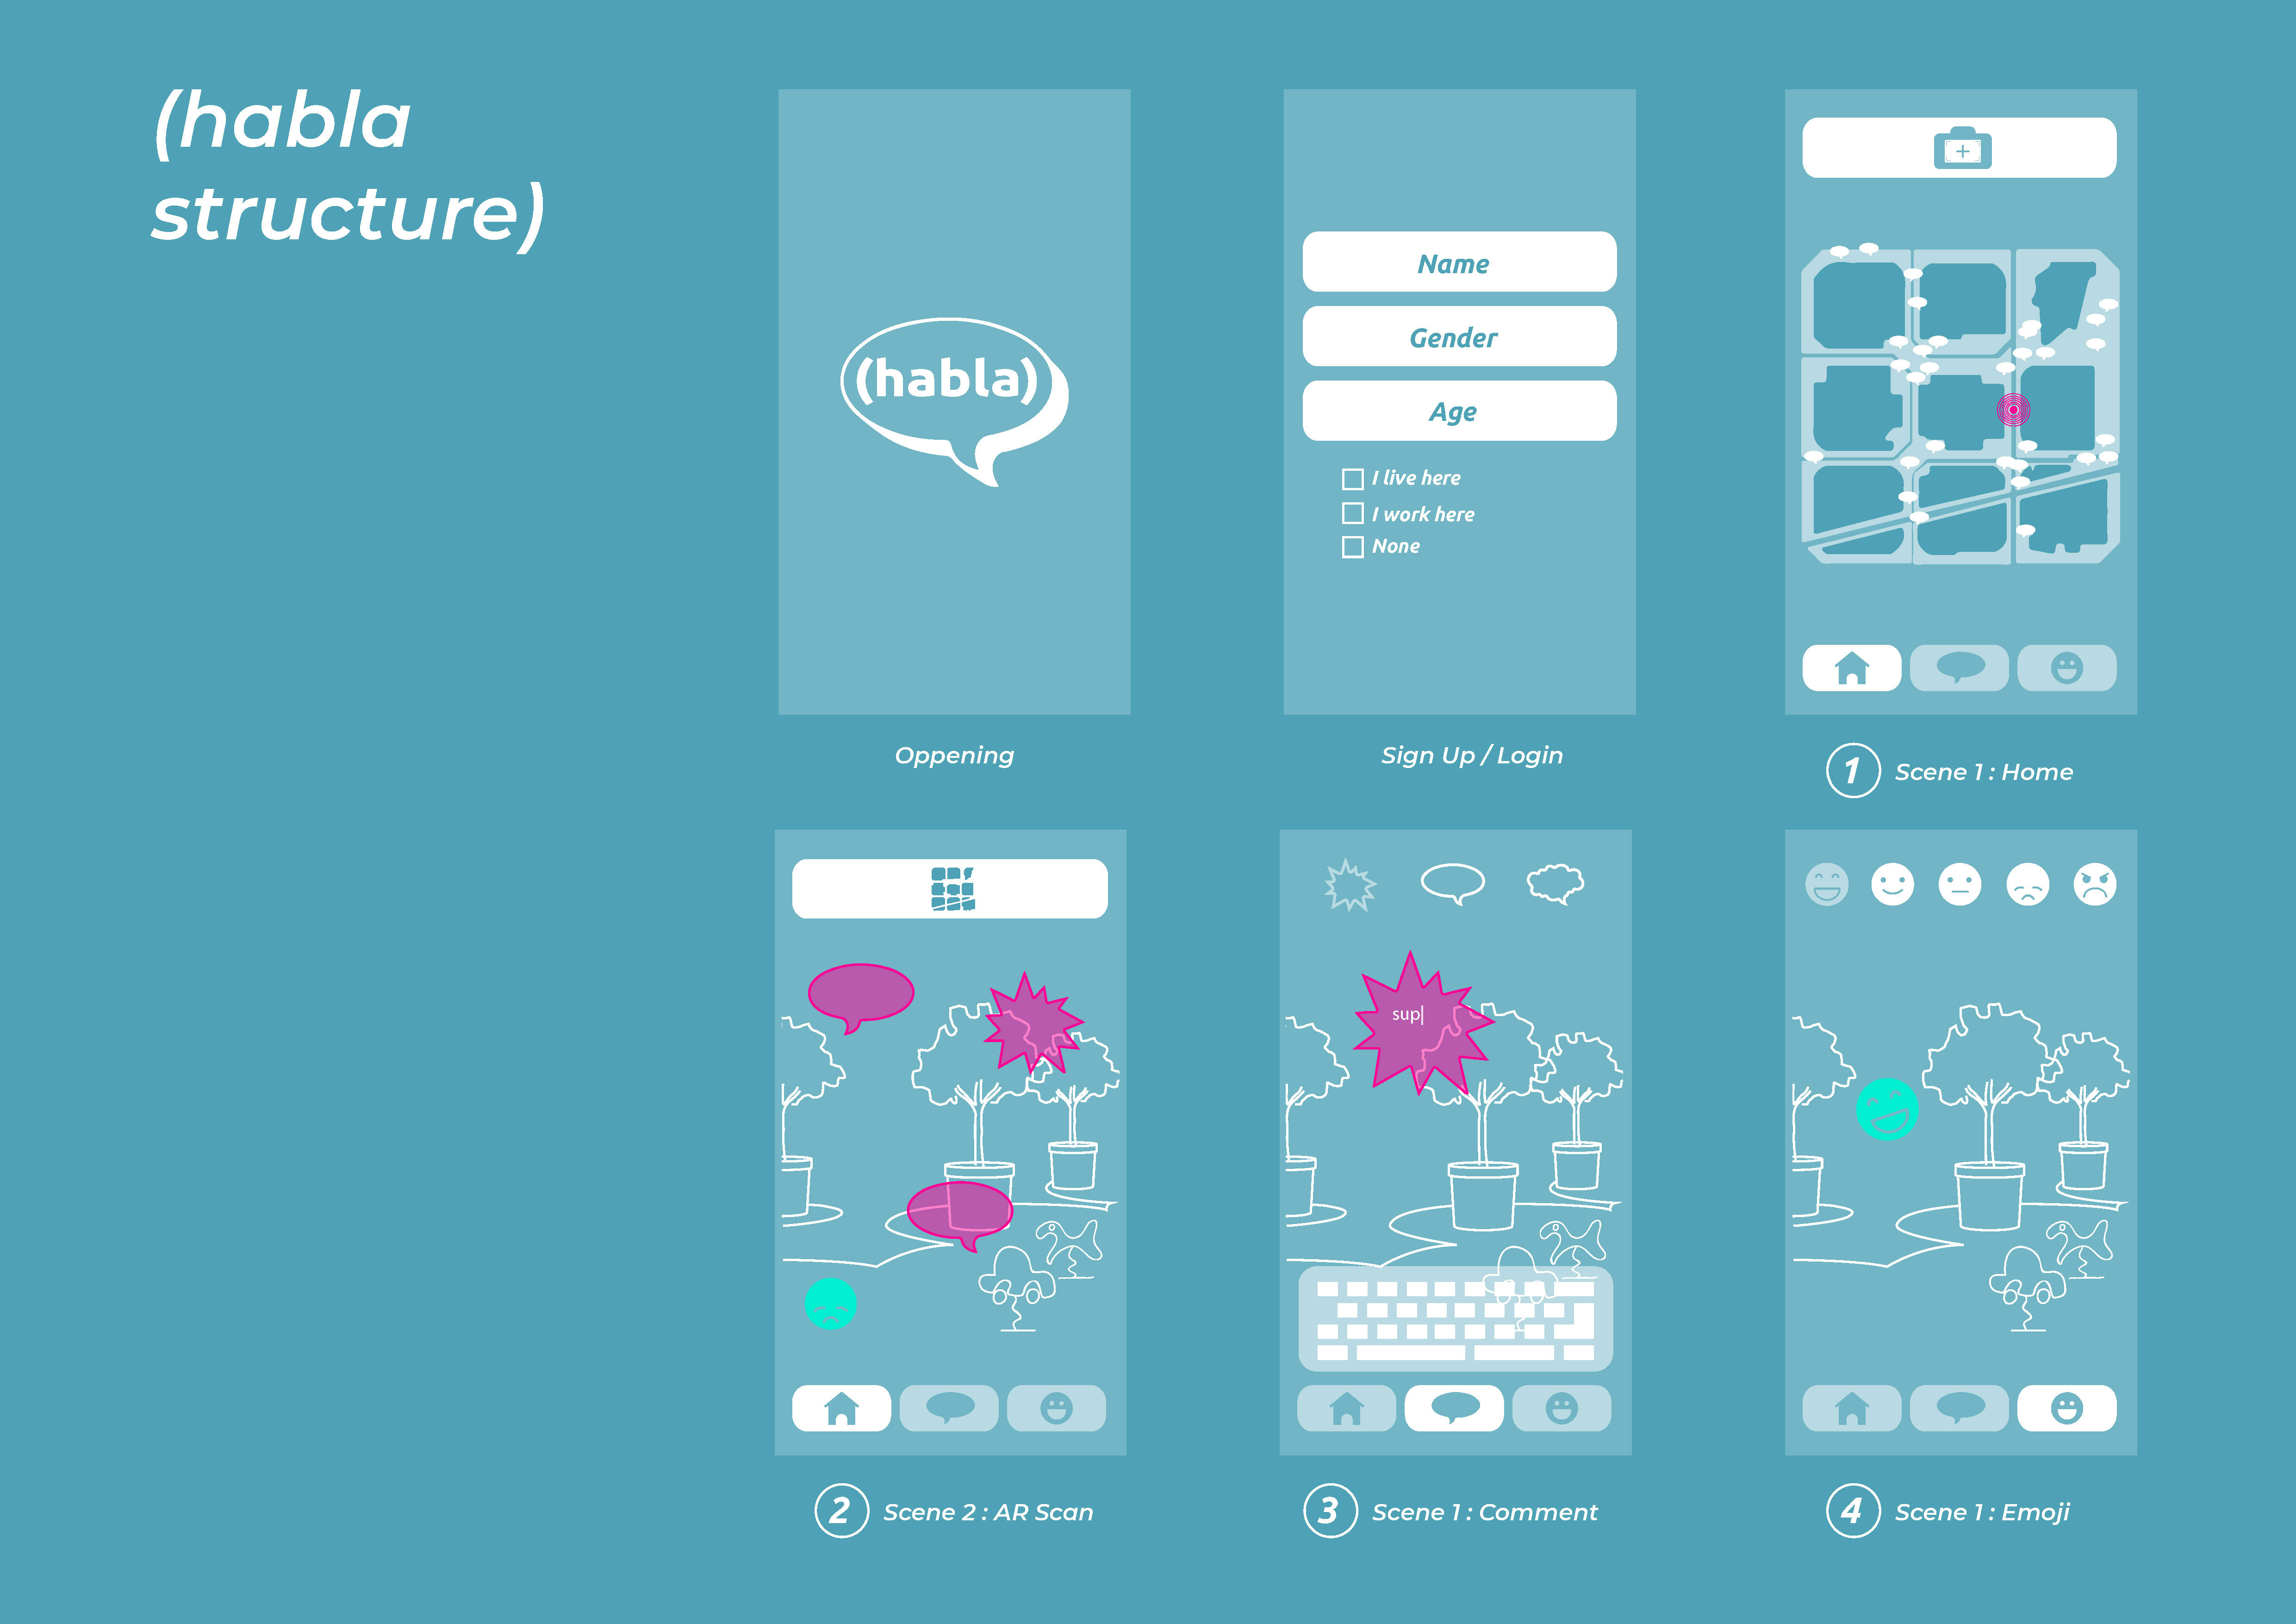 (habla
structure)
(habla)
Oppening
Name
Gender
Age
I live here
I work here
None
Sign Up / Login
1 Scene 1 : Home
2 Scene 2 : AR Scan
sup
3 Scene 1 : Comment
4 Scene 1 : Emoji